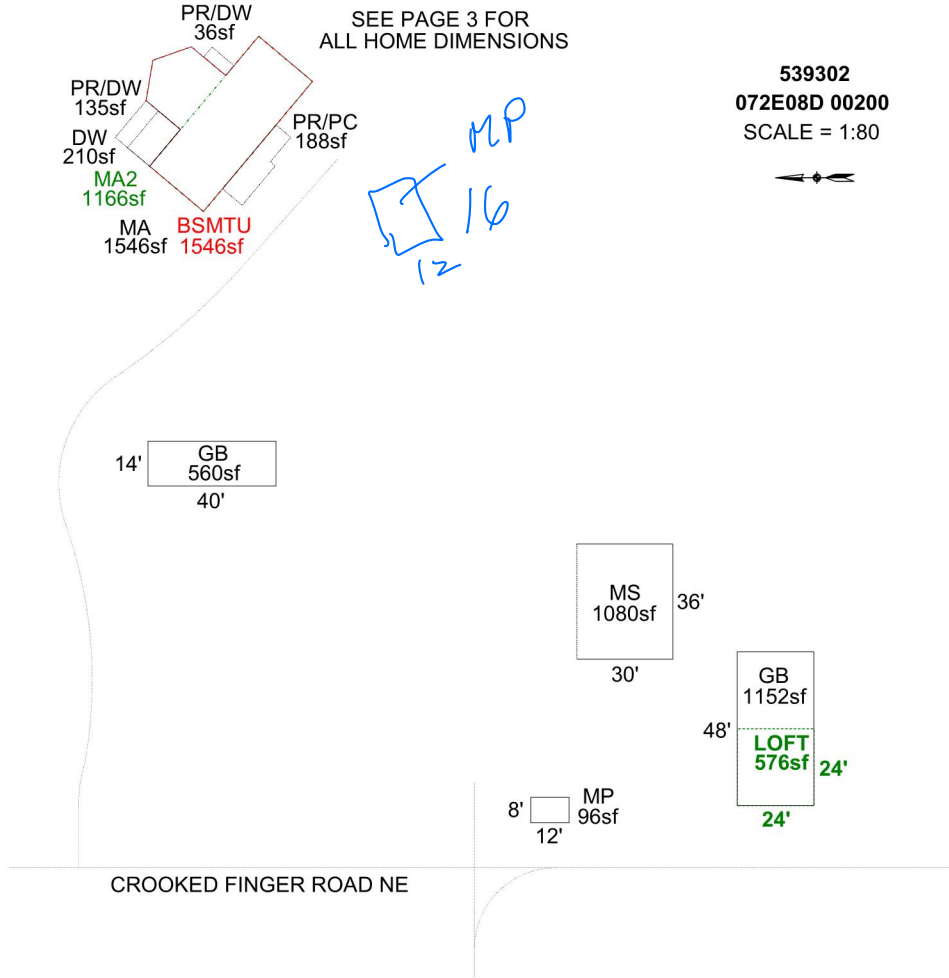 PR/DW
36sf
SEE PAGE 3 FOR
ALL HOME DIMENSIONS
539302
072E08D 00200
SCALE = 1:80
PR/DW
135sf
DW
210sf
PR/PC
188sf
MA2
1166sf
MA
1546sf
BSMTU
1546sf
MP
16
12
14'
GB
560sf
40'
MS
1080sf
36'
30'
GB
1152sf
48'
LOFT
576sf
24'
24'
8'
MP
96sf
12'
CROOKED FINGER ROAD NE